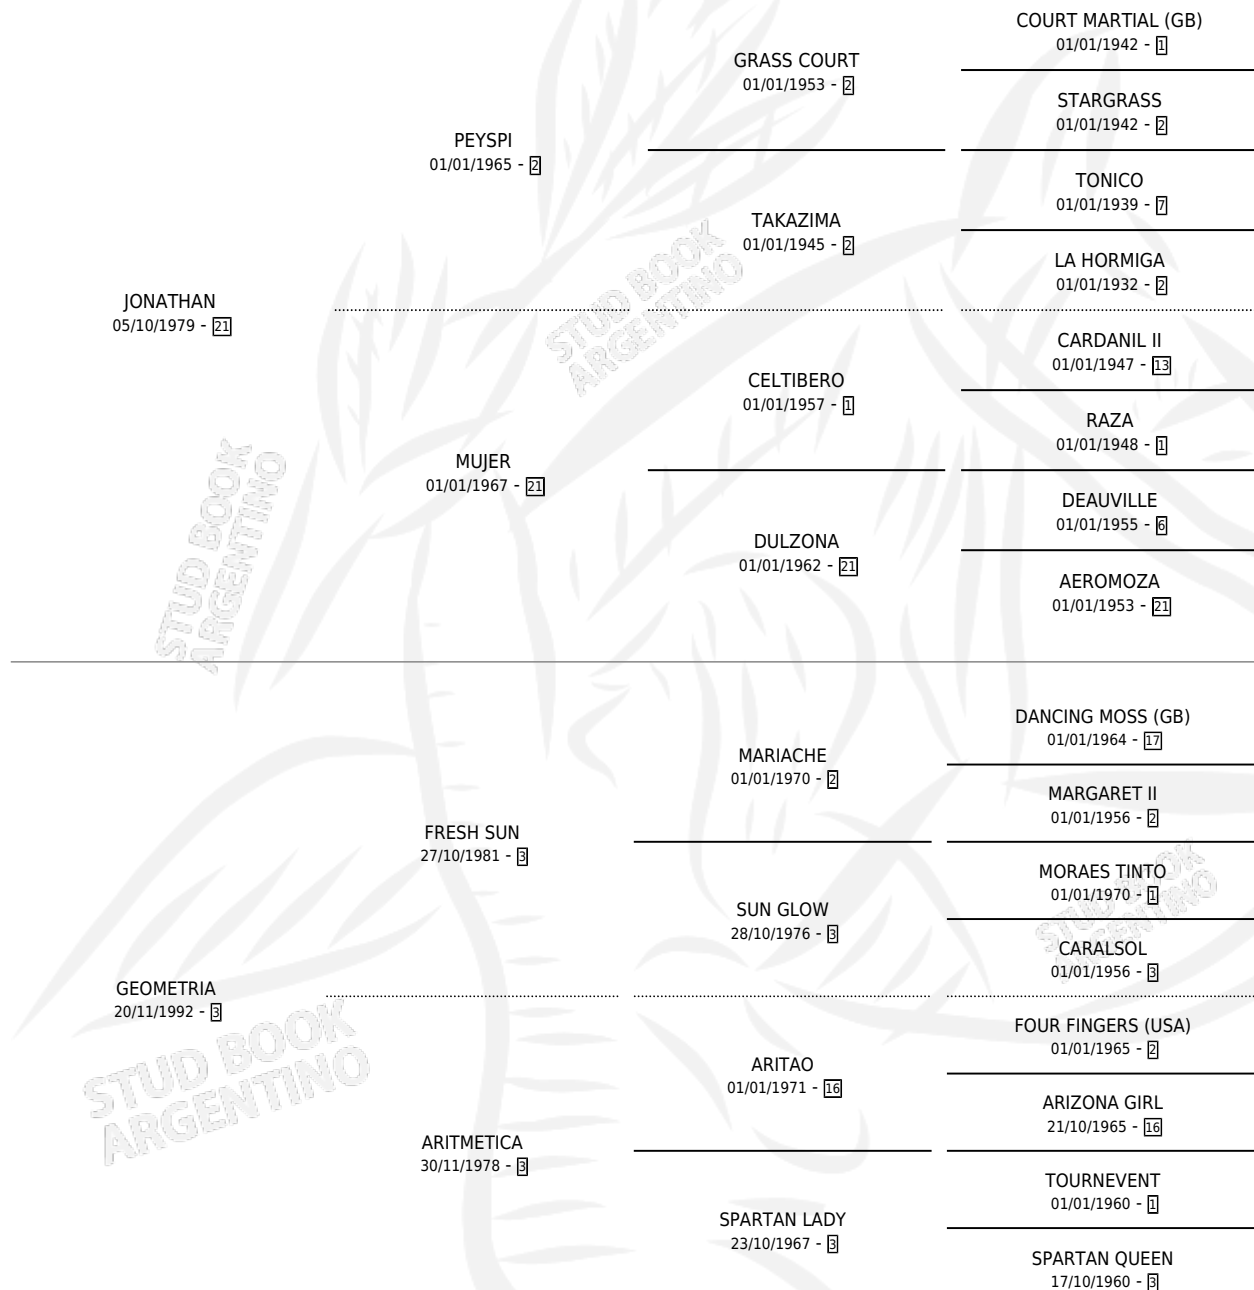 COURT MARTIAL (GB)
01/01/1942 - 1
GRASS COURT
01/01/1953 - 2
STARGRASS
01/01/1942 - 2
PEYSPI
01/01/1965 - 2
TONICO
01/01/1939 - 7
TAKAZIMA
01/01/1945 - 2
LA HORMIGA
01/01/1932 - 2
JONATHAN
05/10/1979 - 21
CARDANIL II
01/01/1947 - 13
CELTIBERO
01/01/1957 - 1
RAZA
01/01/1948 - 1
MUJER
01/01/1967 - 21
DEAUVILLE
01/01/1955 - 6
DULZONA
01/01/1962 - 21
AEROMOZA
01/01/1953 - 21
DANCING MOSS (GB)
01/01/1964 - 17
MARIACHE
01/01/1970 - 2
MARGARET II
01/01/1956 - 2
FRESH SUN
27/10/1981 - 3
MORAES TINTO
01/01/1970 - 1
SUN GLOW
28/10/1976 - 3
CARALSOL
01/01/1956 - 3
GEOMETRIA
20/11/1992 - 3
FOUR FINGERS (USA)
01/01/1965 - 2
ARITAO
01/01/1971 - 16
ARIZONA GIRL
21/10/1965 - 16
ARITMETICA
30/11/1978 - 3
TOURNEVENT
01/01/1960 - 1
SPARTAN LADY
23/10/1967 - 3
SPARTAN QUEEN
17/10/1960 - 3
STUD BOOK
ARGENTINO
STUD BOOK
ARGENTINO
STUD BOOK
ARGENTINO
STUD BOOK
ARGENTINO